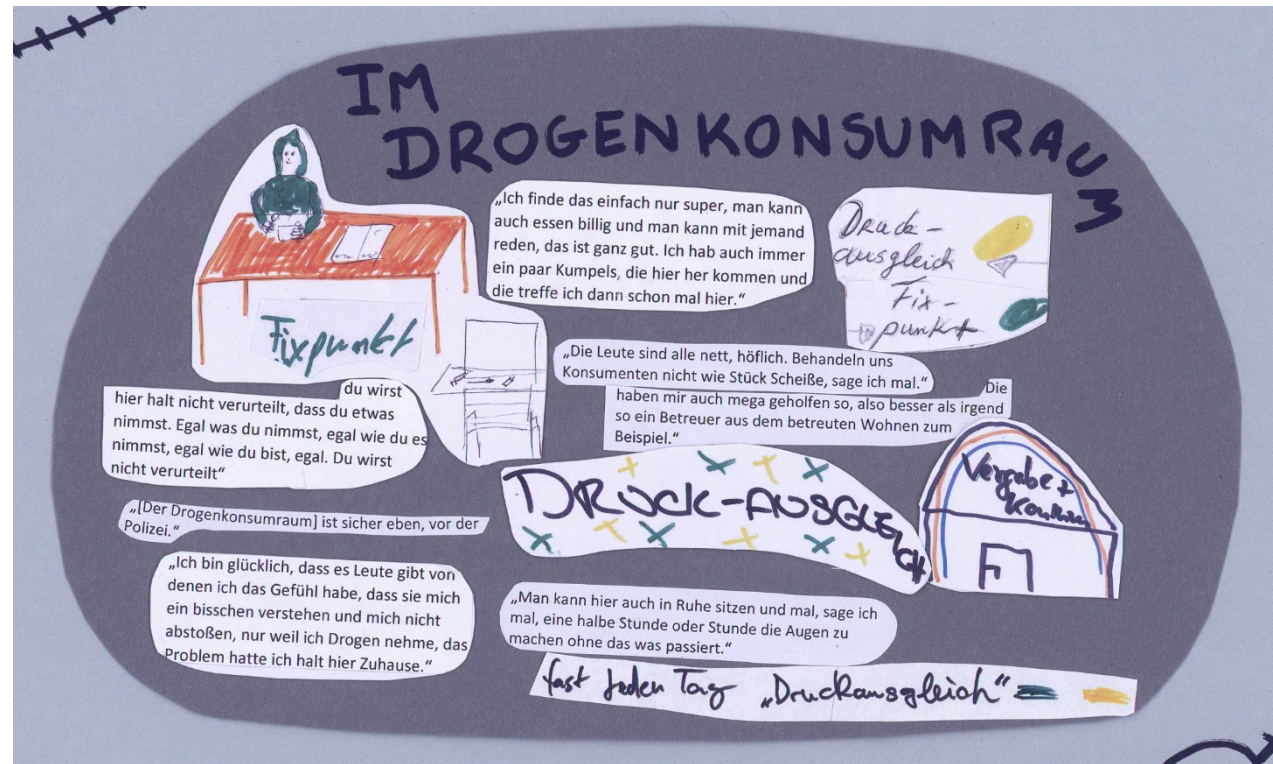 IM
DROGENKONSUMRAUM
„Ich finde das einfach nur super, man kann
auch essen billig und man kann mit jemand
reden, das ist ganz gut. Ich hab auch immer
ein paar Kumpels, die hier her kommen und
die treffe ich dann schon mal hier.“
Druck-
ausgleich
Fix-
punkt
Fixpunkt
„Die Leute sind alle nett, höflich. Behandeln uns
Konsumenten nicht wie Stück Scheiße, sage ich mal.“
Die
haben mir auch mega geholfen so, also besser als irgend
so ein Betreuer aus dem betreuten Wohnen zum
Beispiel.“
du wirst
hier halt nicht verurteilt, dass du etwas
nimmst. Egal was du nimmst, egal wie du es
nimmst, egal wie du bist, egal. Du wirst
nicht verurteilt“
DRUCK-AUSGLEICH
Vergabe +
„[Der Drogenkonsumraum] ist sicher eben, vor der
Polizei.“
„Ich bin glücklich, dass es Leute gibt von
denen ich das Gefühl habe, dass sie mich
ein bisschen verstehen und mich nicht
abstoßen, nur weil ich Drogen nehme, das
Problem hatte ich halt hier Zuhause.“
„Man kann hier auch in Ruhe sitzen und mal, sage ich
mal, eine halbe Stunde oder Stunde die Augen zu
machen ohne das was passiert.“
fast jeden Tag „Druckausgleich“